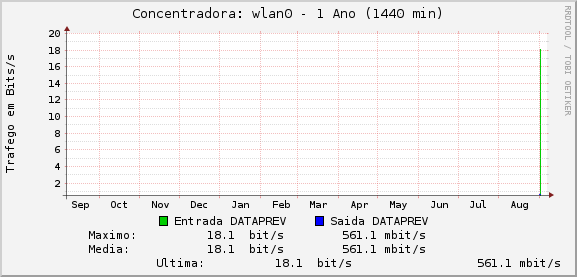 Concentradora: wlan0 - 1 Ano (1440 min)
RRDTOOL / TOBI OETIKER
Trafego em Bits/s
20
18
16
14
12
10
8
6
4
2
Sep Oct Nov Dec Jan Feb Mar Apr May Jun Jul Aug
Entrada DATAPREV Saida DATAPREV
Maximo: 18.1 bit/s 561.1 mbit/s
Media: 18.1 bit/s 561.1 mbit/s
Ultima: 18.1 bit/s 561.1 mbit/s